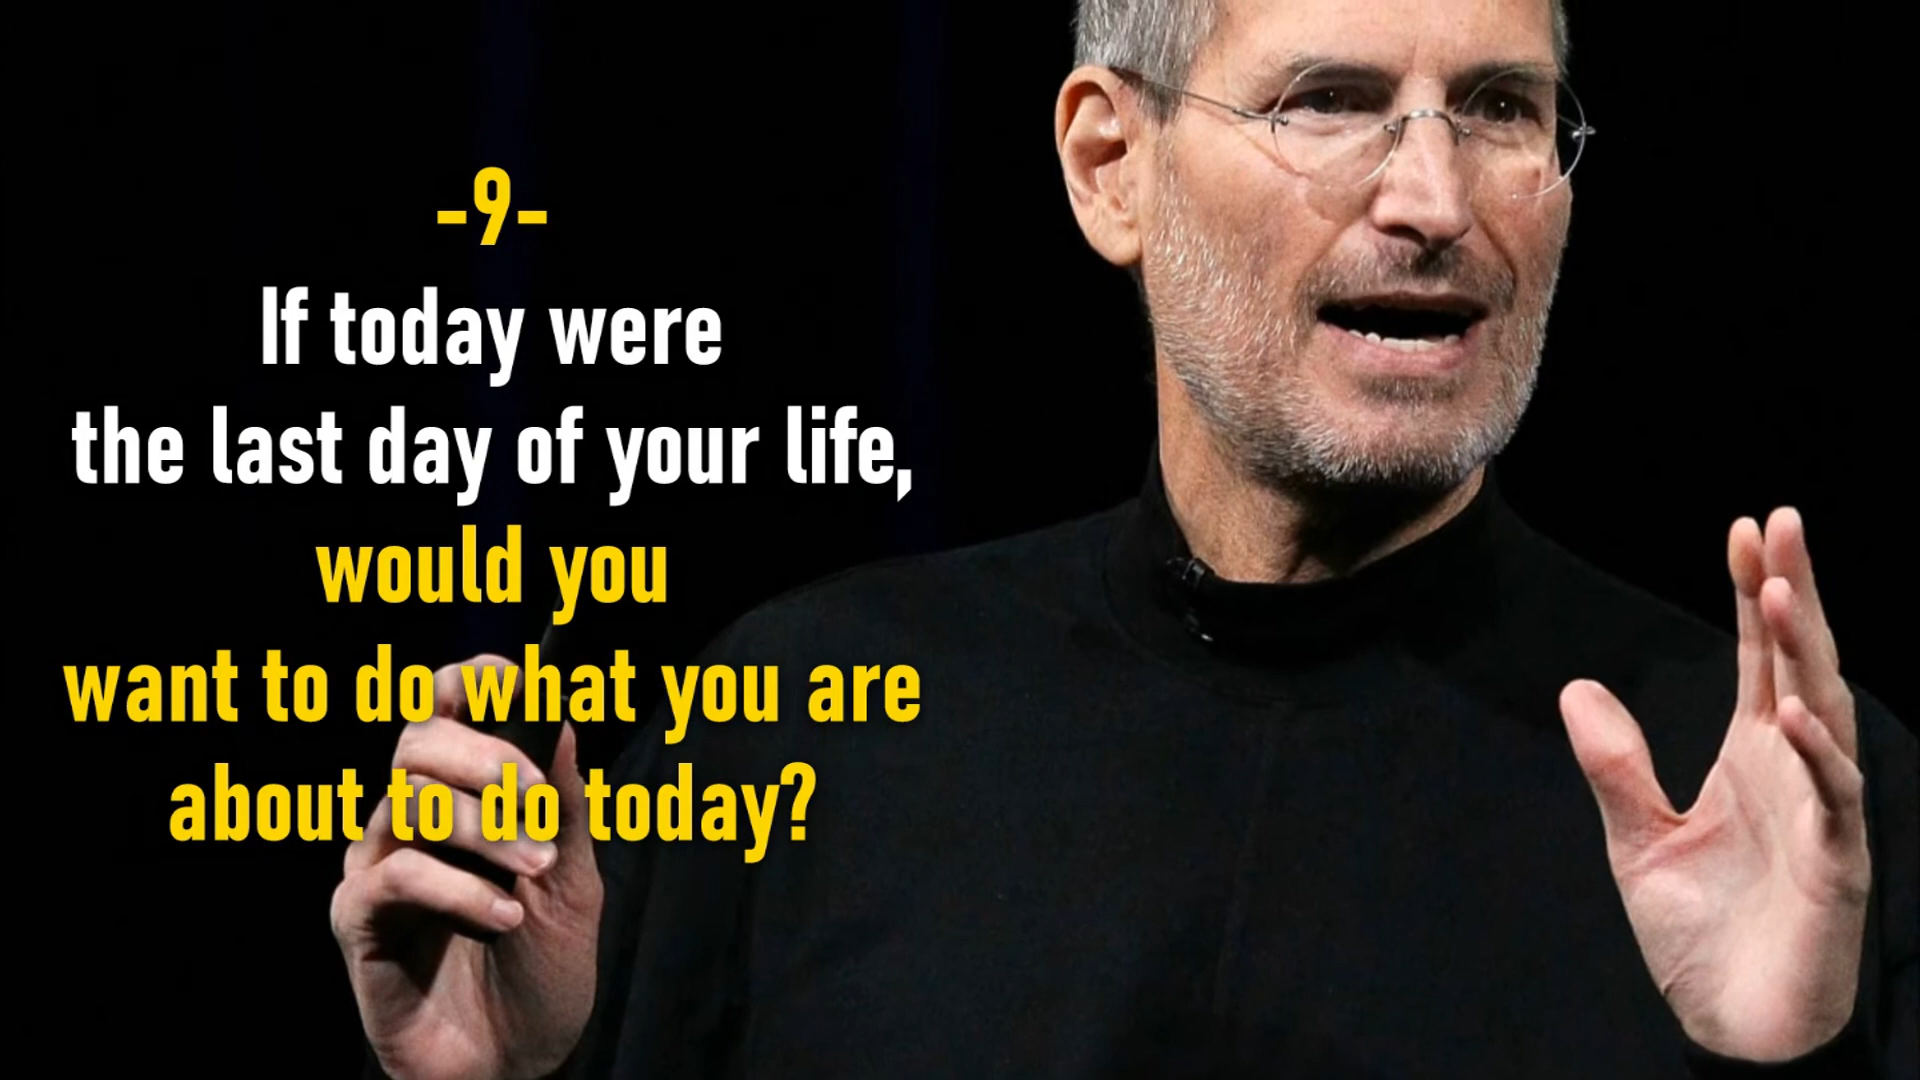 -9-
If today were
the last day of your life,
would you
want to do what you are
about to do today?